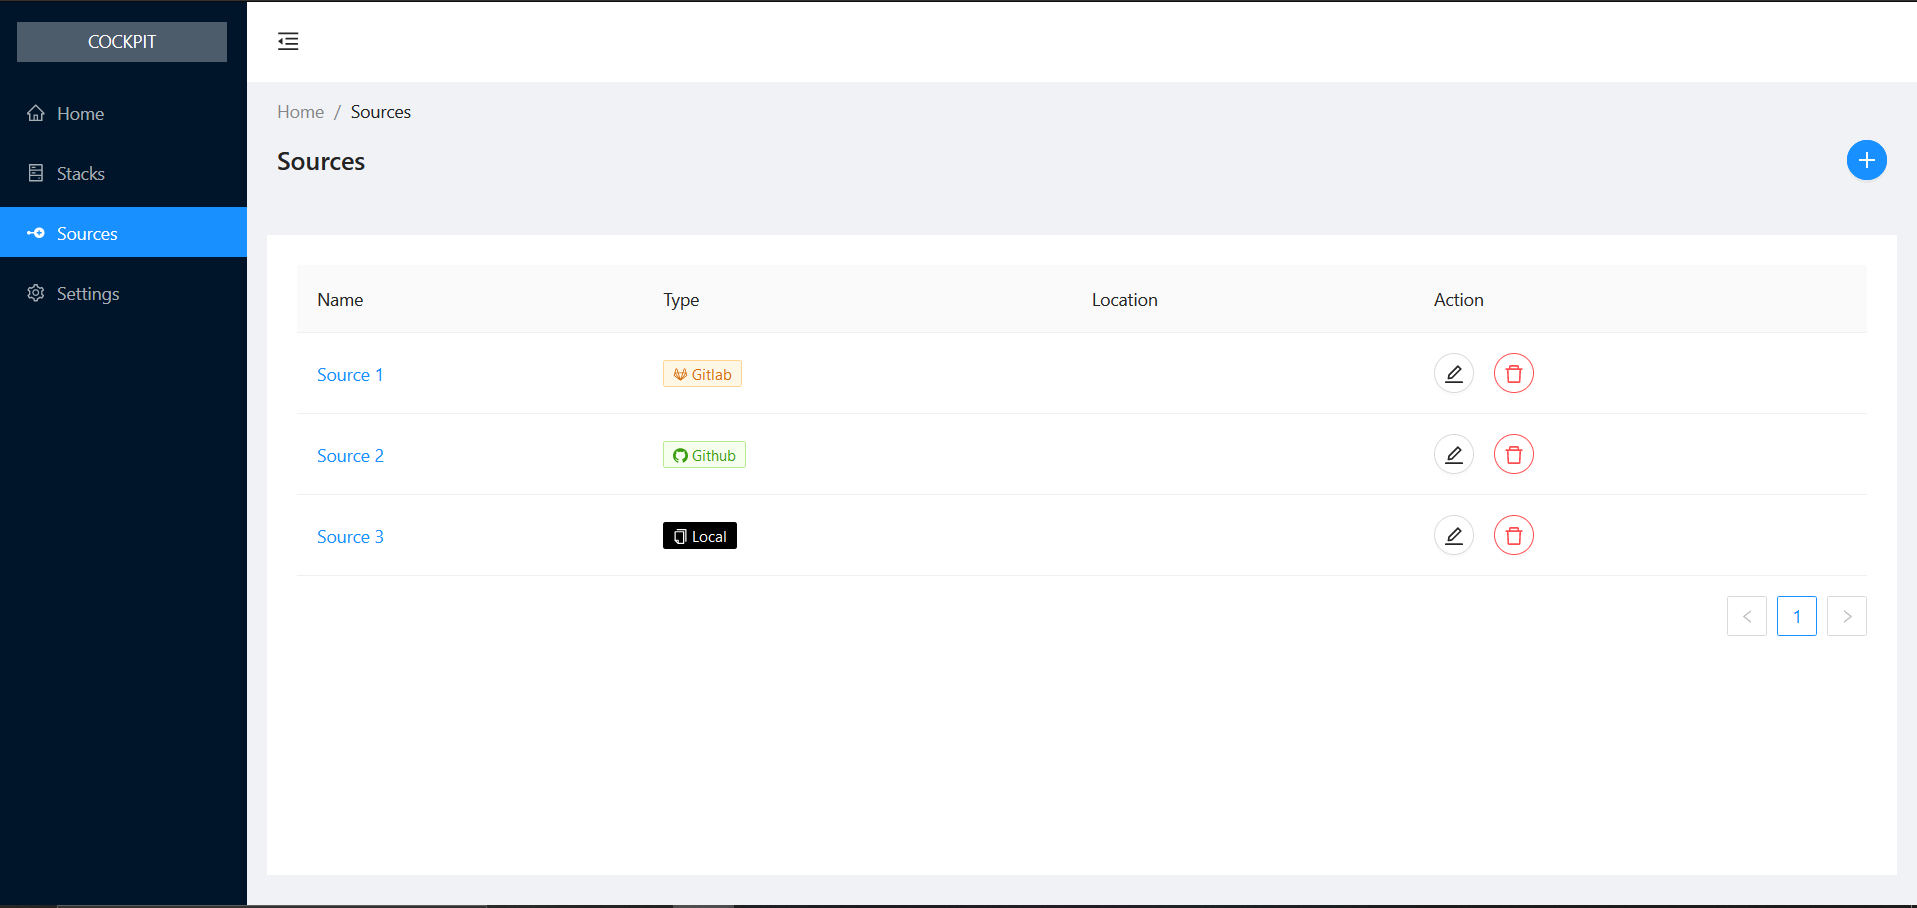 COCKPIT
Home
Stacks
Sources
Settings
Home / Sources
Sources
Name Type Location Action
Source 1 Gitlab
Source 2 Github
Source 3 Local
1